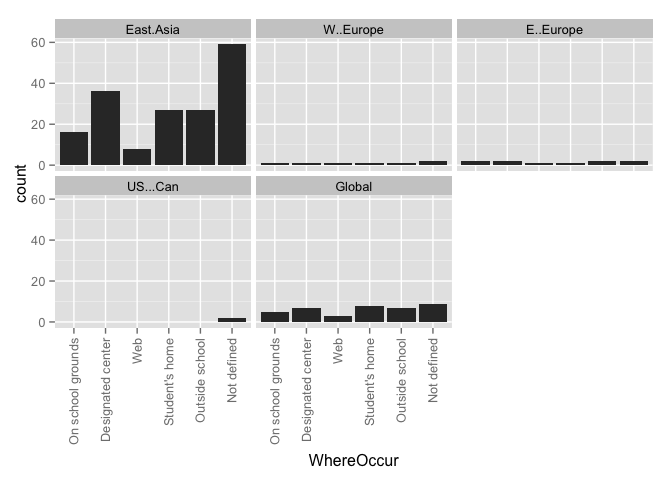 East.Asia
W..Europe
E..Europe
60
40
20
0
US...Can
Global
60
40
20
0
count
On school grounds
Designated center
Web
Student's home
Outside school
Not defined
On school grounds
Designated center
Web
Student's home
Outside school
Not defined
WhereOccur